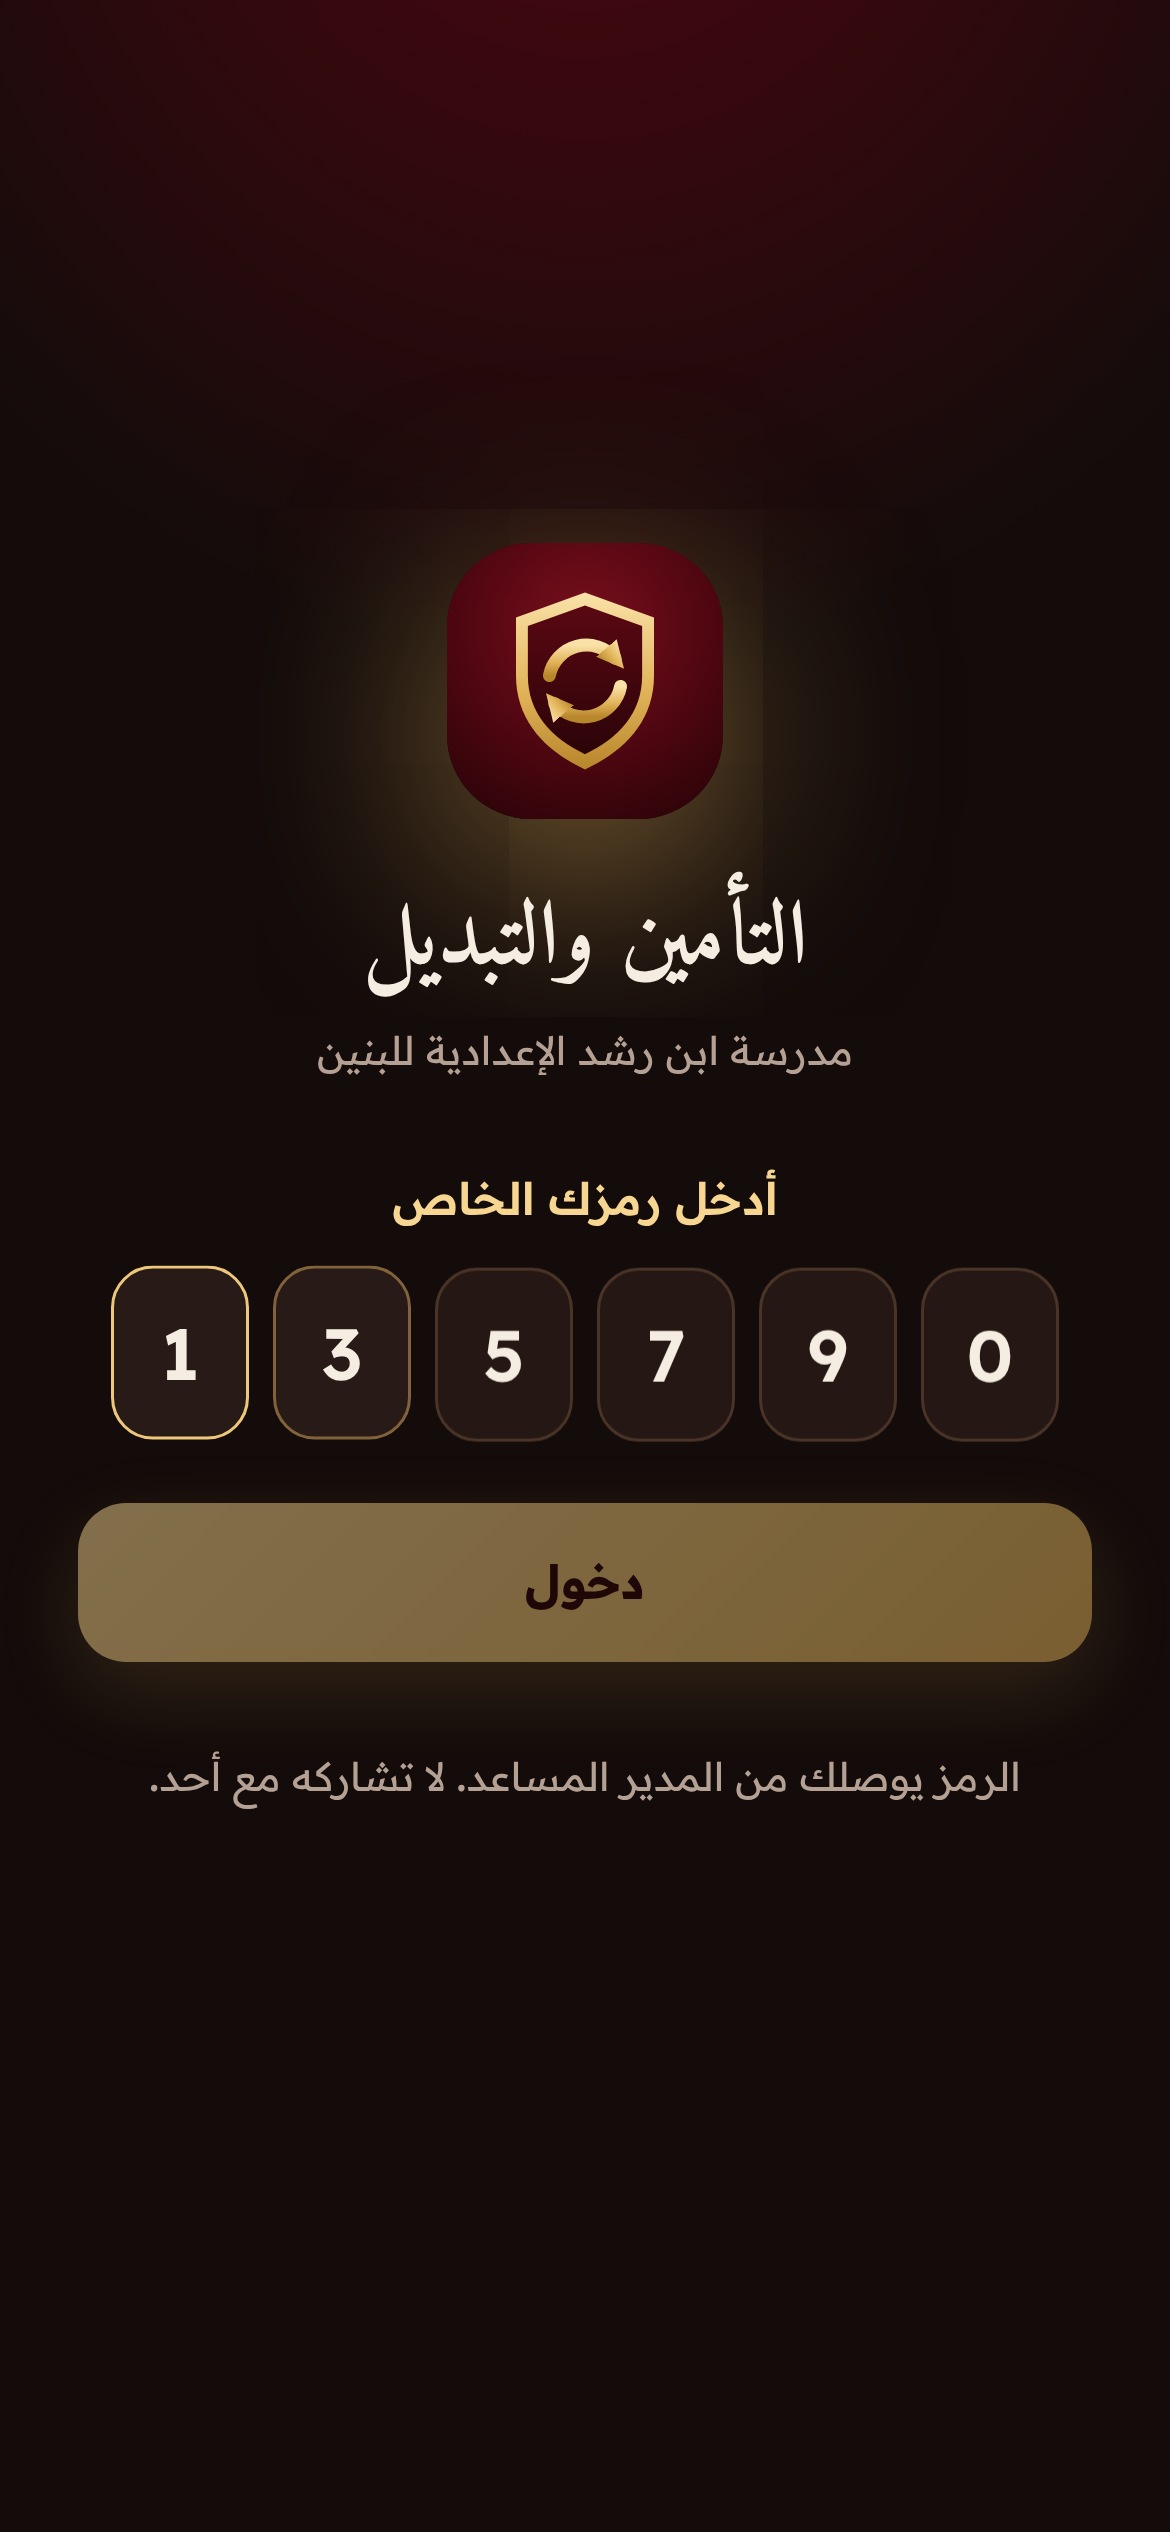 التأمين والتبديل
مدرسة ابن رشد الإعدادية للبنين
أدخل رمزك الخاص
1 3 5 7 9 0
دخول
الرمز يوصلك من المدير المساعد. لا تشاركه مع أحد.